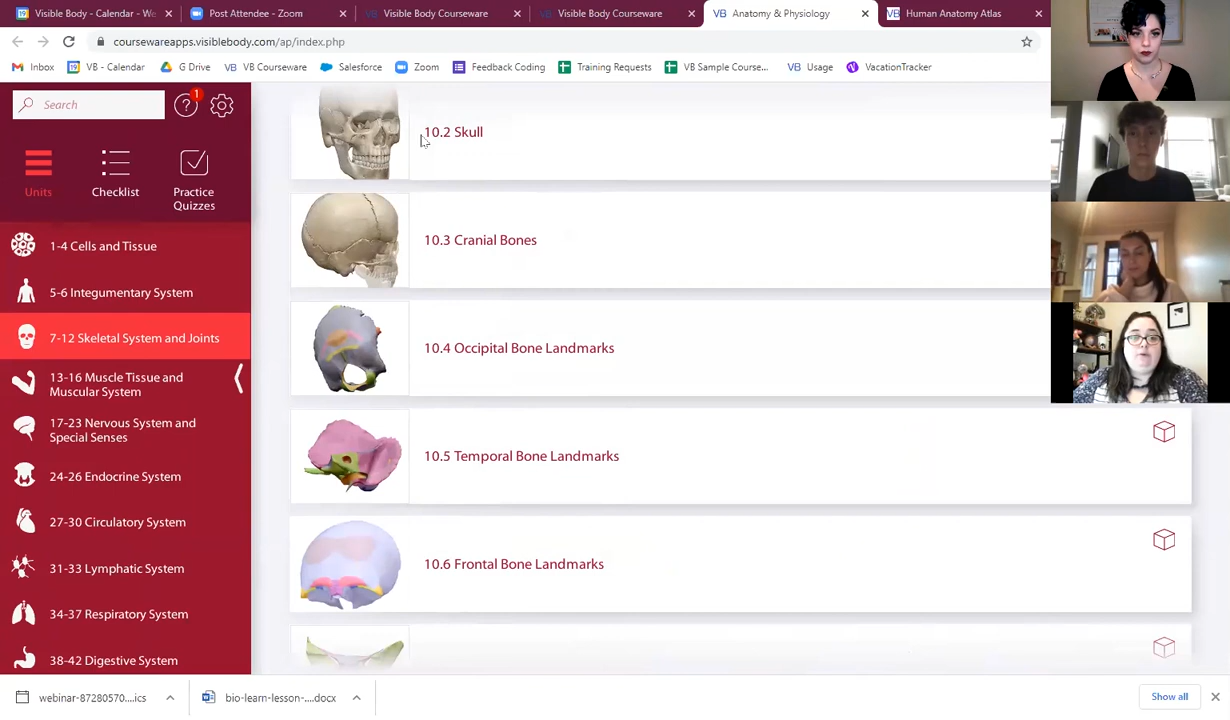 Visible Body - Calendar - We
Post Attendee - Zoom
Visible Body Courseware
Visible Body Courseware
Anatomy & Physiology
Human Anatomy Atlas
coursewareapps.visiblebody.com/ap/index.php
Inbox
VB - Calendar
G Drive
VB Courseware
Salesforce
Zoom
Feedback Coding
Training Requests
VB Sample Course...
Usage
VacationTracker
Search
1
Units
Checklist
Practice
Quizzes
1-4 Cells and Tissue
5-6 Integumentary System
7-12 Skeletal System and Joints
13-16 Muscle Tissue and
Muscular System
17-23 Nervous System and
Special Senses
24-26 Endocrine System
27-30 Circulatory System
31-33 Lymphatic System
34-37 Respiratory System
38-42 Digestive System
10.2 Skull
10.3 Cranial Bones
10.4 Occipital Bone Landmarks
10.5 Temporal Bone Landmarks
10.6 Frontal Bone Landmarks
webinar-87280570....ics
bio-learn-lesson-....docx
Show all